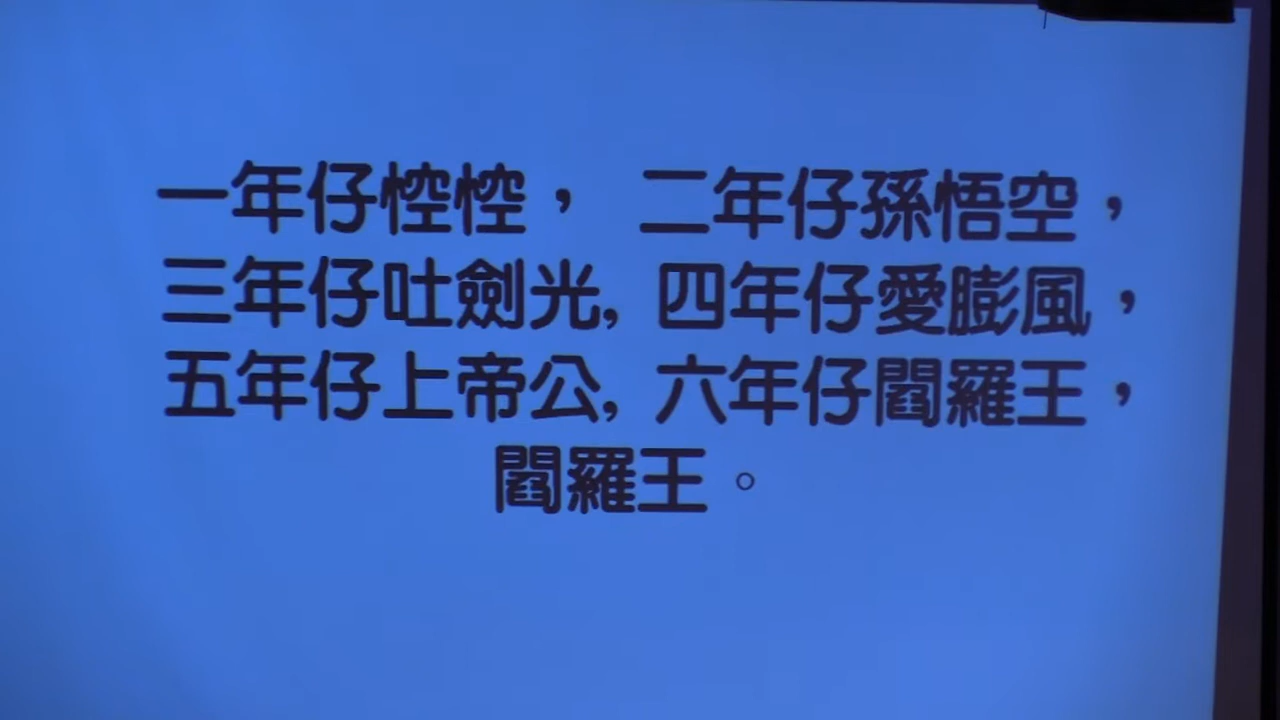 一年仔悾悾， 二年仔孫悟空，
三年仔吐劍光, 四年仔愛膨風，
五年仔上帝公, 六年仔閻羅王，
閻羅王。